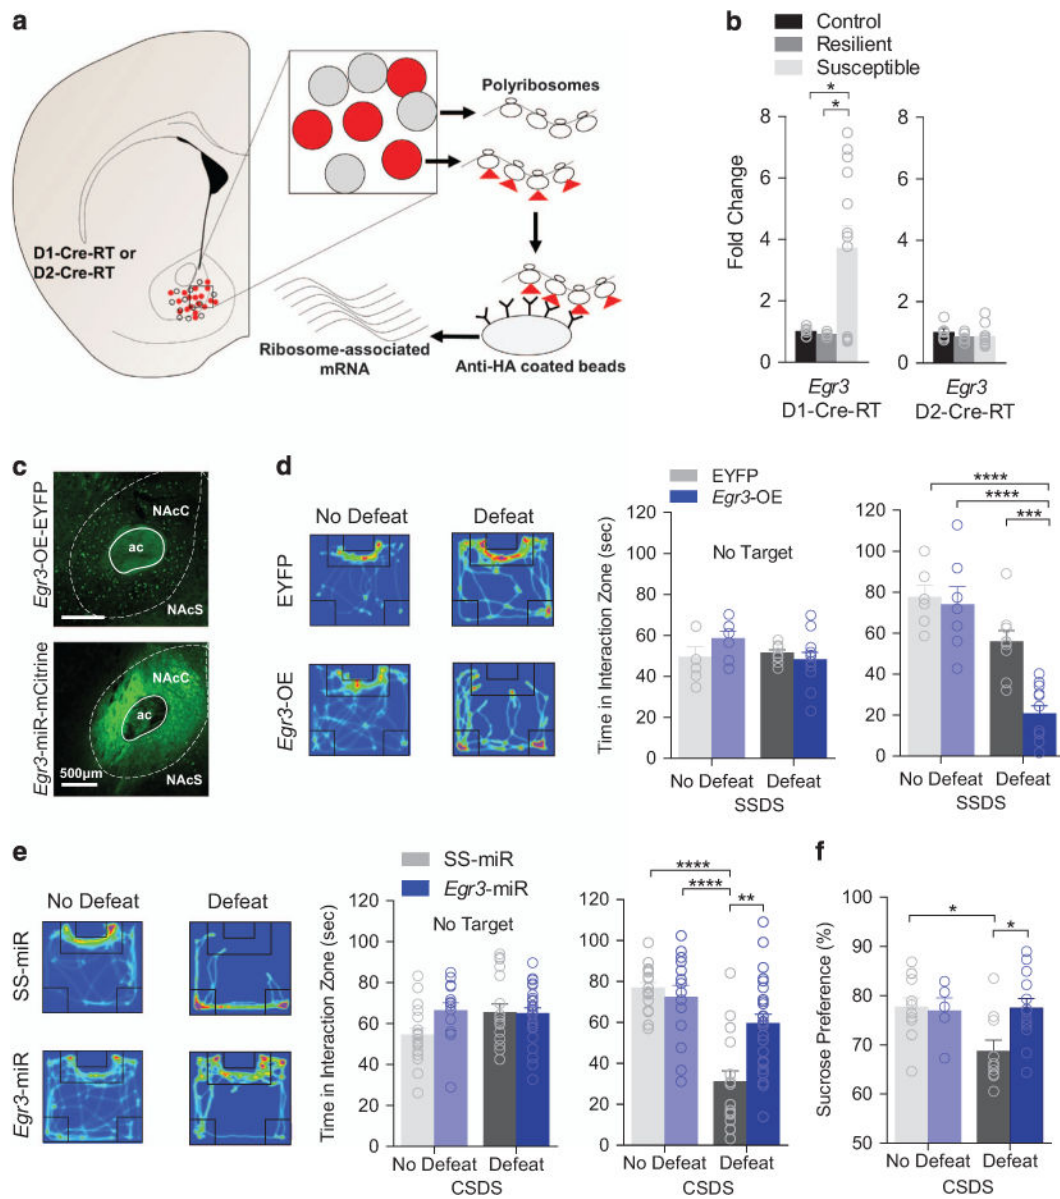 a
Polyribosomes
D1-Cre-RT or
D2-Cre-RT
Ribosome-associated
mRNA
Anti-HA coated beads
b
Control
Resilient
Susceptible
*
*
Fold Change
8
6
4
2
1
0
Egr3
D1-Cre-RT
8
6
4
2
1
0
Egr3
D2-Cre-RT
c
Egr3-OE-EYFP
NAcC
ac
NAcS
Egr3-miR-mCitrine
NAcC
ac
500µm
NAcS
d
No Defeat
Defeat
EYFP
Egr3-OE
EYFP
Egr3-OE
No Target
Time in Interaction Zone (sec)
120
100
80
60
40
20
0
No Defeat Defeat
SSDS
****
****
***
120
100
80
60
40
20
0
No Defeat Defeat
SSDS
e
No Defeat
Defeat
SS-miR
Egr3-miR
SS-miR
Egr3-miR
No Target
Time in Interaction Zone (sec)
120
100
80
60
40
20
0
No Defeat Defeat
CSDS
****
****
**
120
100
80
60
40
20
0
No Defeat Defeat
CSDS
f
*
*
Sucrose Preference (%)
100
90
80
70
60
50
No Defeat Defeat
CSDS